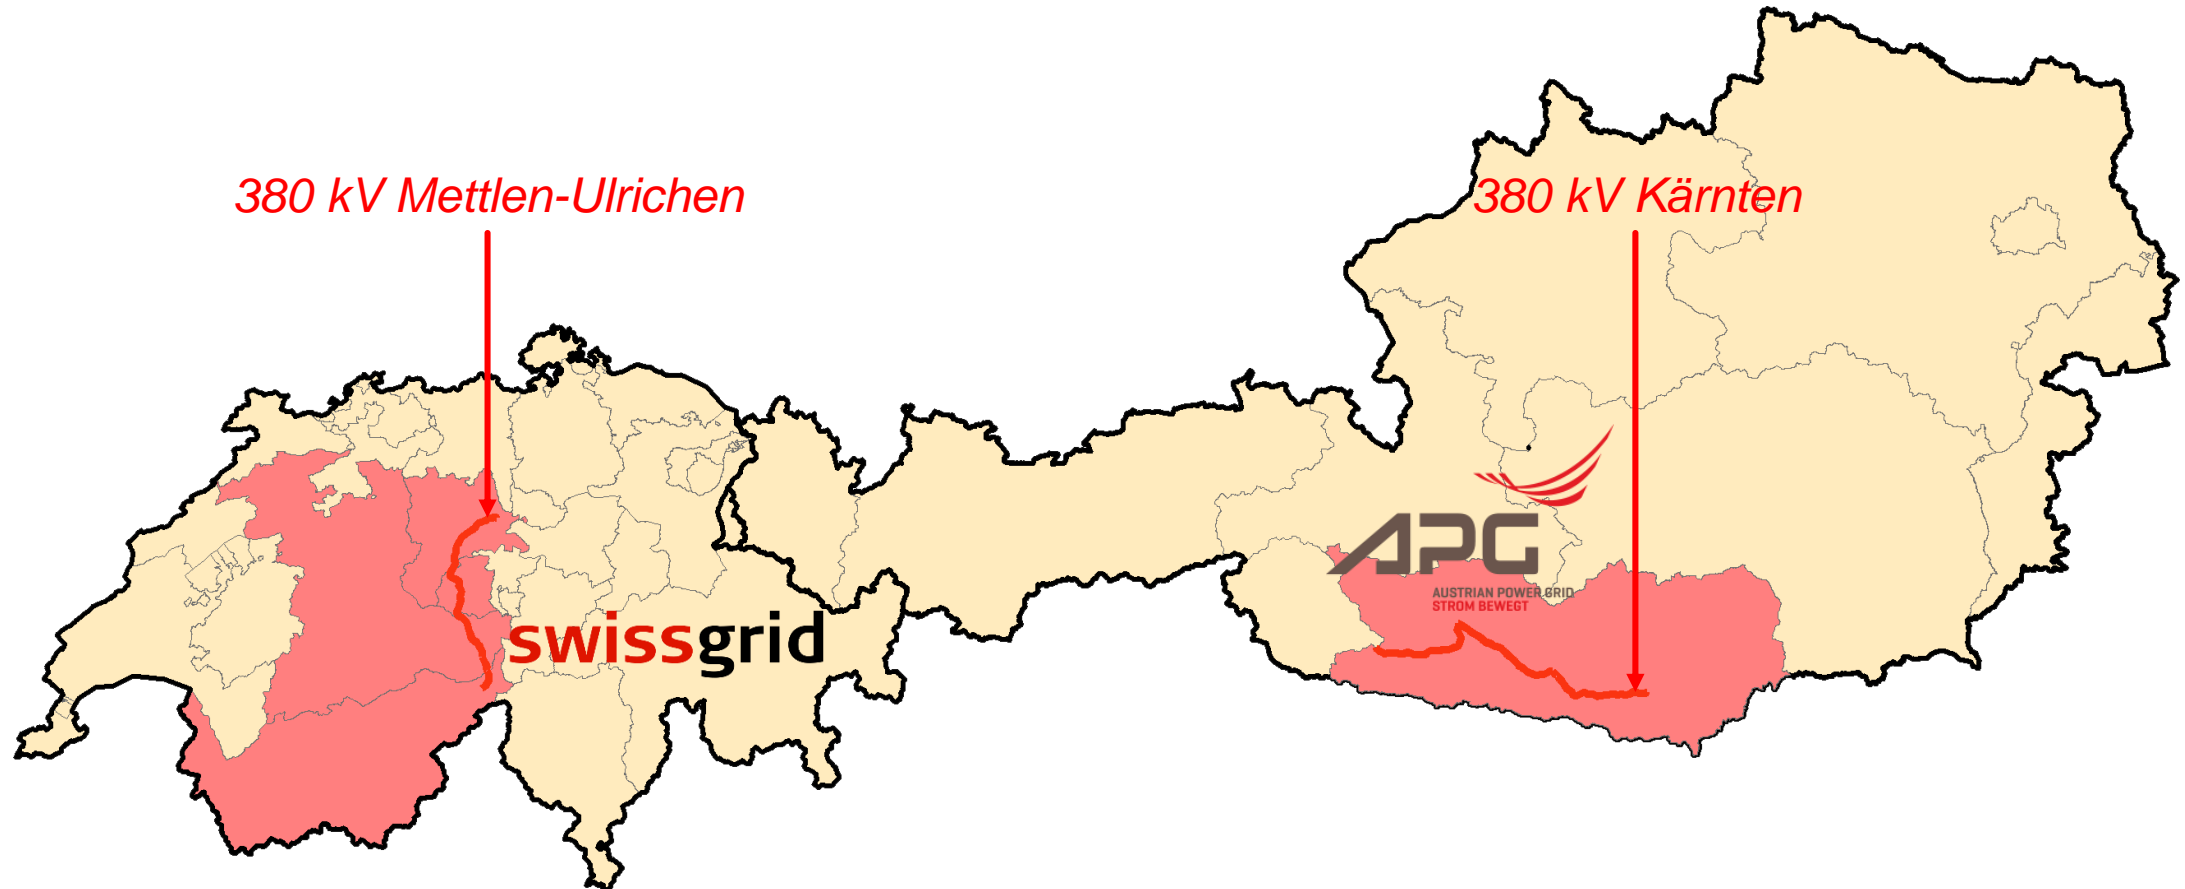 380 kV Mettlen-Ulrichen
380 kV Kärnten
APG
AUSTRIAN POWER GRID
STROM BEWEGT
swissgrid